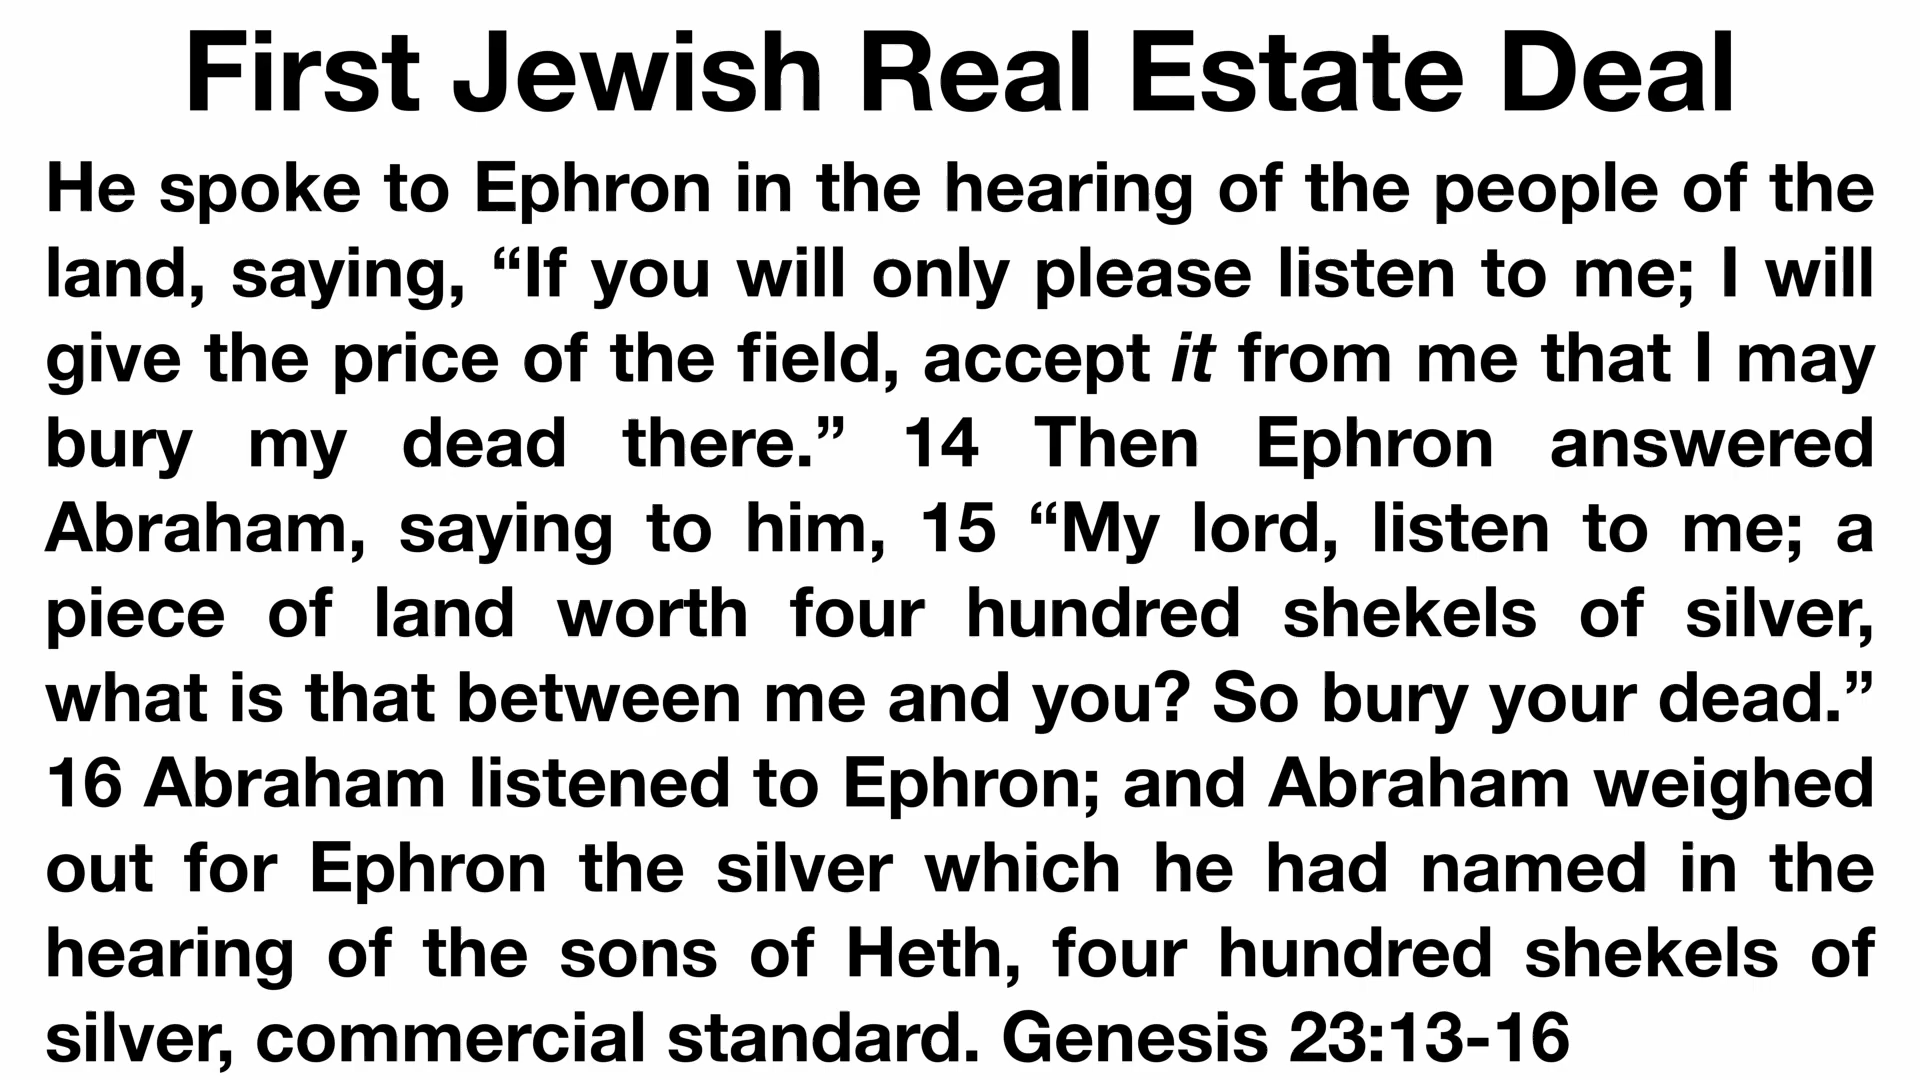 First Jewish Real Estate Deal
He spoke to Ephron in the hearing of the people of the
land, saying, “If you will only please listen to me; I will
give the price of the field, accept it from me that I may
bury my dead there.” 14 Then Ephron answered
Abraham, saying to him, 15 “My lord, listen to me; a
piece of land worth four hundred shekels of silver,
what is that between me and you? So bury your dead.”
16 Abraham listened to Ephron; and Abraham weighed
out for Ephron the silver which he had named in the
hearing of the sons of Heth, four hundred shekels of
silver, commercial standard. Genesis 23:13-16